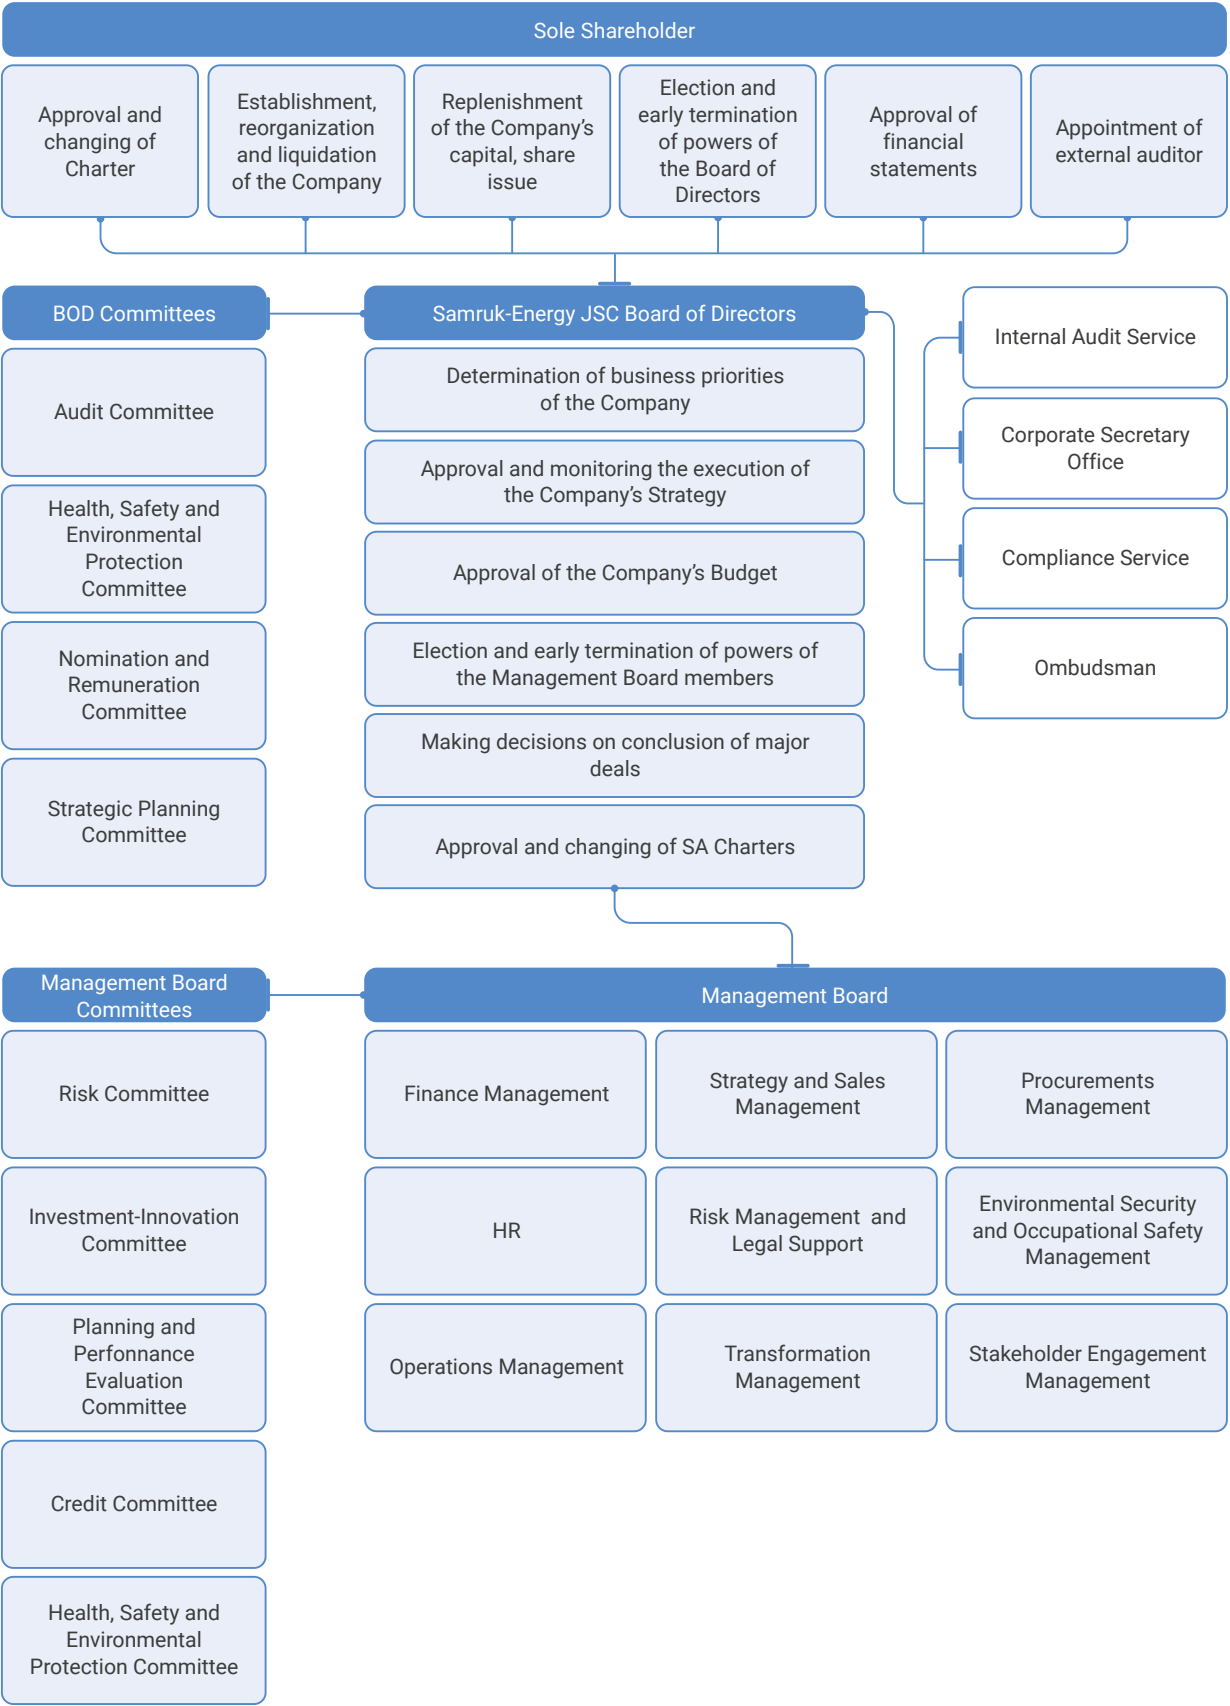 Sole Shareholder
Approval and
changing of
Charter
Establishment,
reorganization
and liquidation
of the Company
Replenishment
of the Company's
capital, share
issue
Election and
early termination
of powers of
the Board of
Directors
Approval of
financial
statements
Appointment of
external auditor
BOD Committees
Audit Committee
Health, Safety and
Environmental
Protection
Committee
Nomination and
Remuneration
Committee
Strategic Planning
Committee
Samruk-Energy JSC Board of Directors
Determination of business priorities
of the Company
Approval and monitoring the execution of
the Company's Strategy
Approval of the Company's Budget
Election and early termination of powers of
the Management Board members
Making decisions on conclusion of major
deals
Approval and changing of SA Charters
Internal Audit Service
Corporate Secretary
Office
Compliance Service
Ombudsman
Management Board
Committees
Risk Committee
Investment-Innovation
Committee
Planning and
Perfonnance
Evaluation
Committee
Credit Committee
Health, Safety and
Environmental
Protection Committee
Management Board
Finance Management
Strategy and Sales
Management
Procurements
Management
HR
Risk Management  and
Legal Support
Environmental Security
and Occupational Safety
Management
Operations Management
Transformation
Management
Stakeholder Engagement
Management